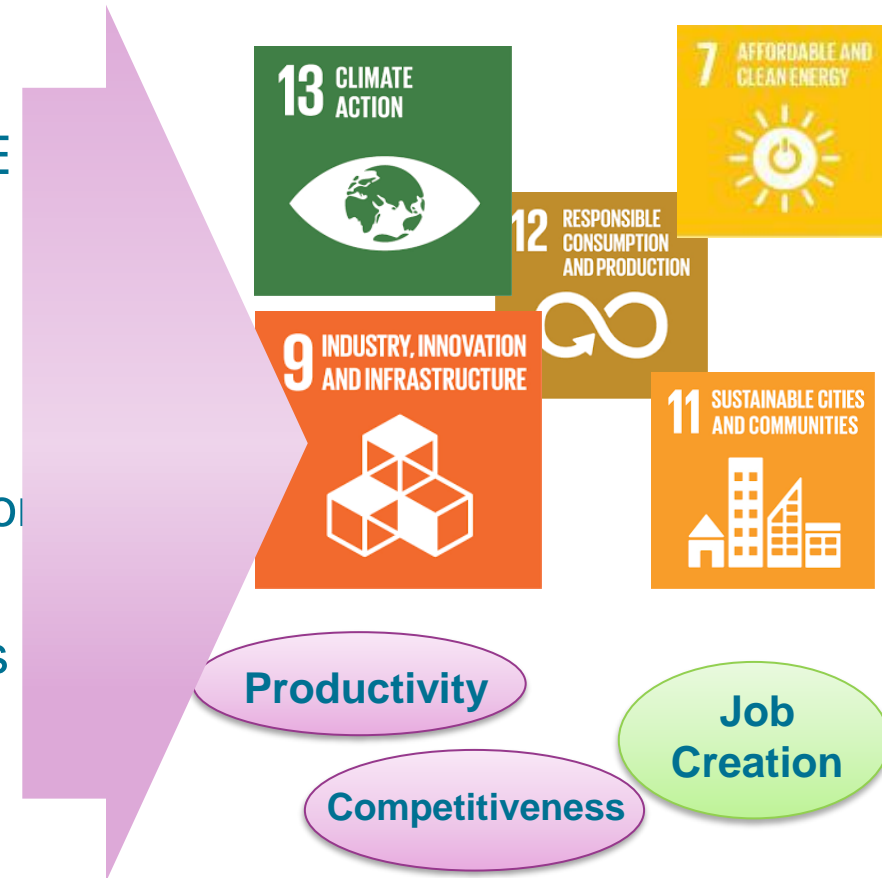 13 CLIMATE
ACTION
7 AFFORDABLE AND
CLEAN ENERGY
E
12 RESPONSIBLE
CONSUMPTION
AND PRODUCTION
9 INDUSTRY, INNOVATION
AND INFRASTRUCTURE
11 SUSTAINABLE CITIES
AND COMMUNITIES
s
Productivity
Job
Creation
Competitiveness